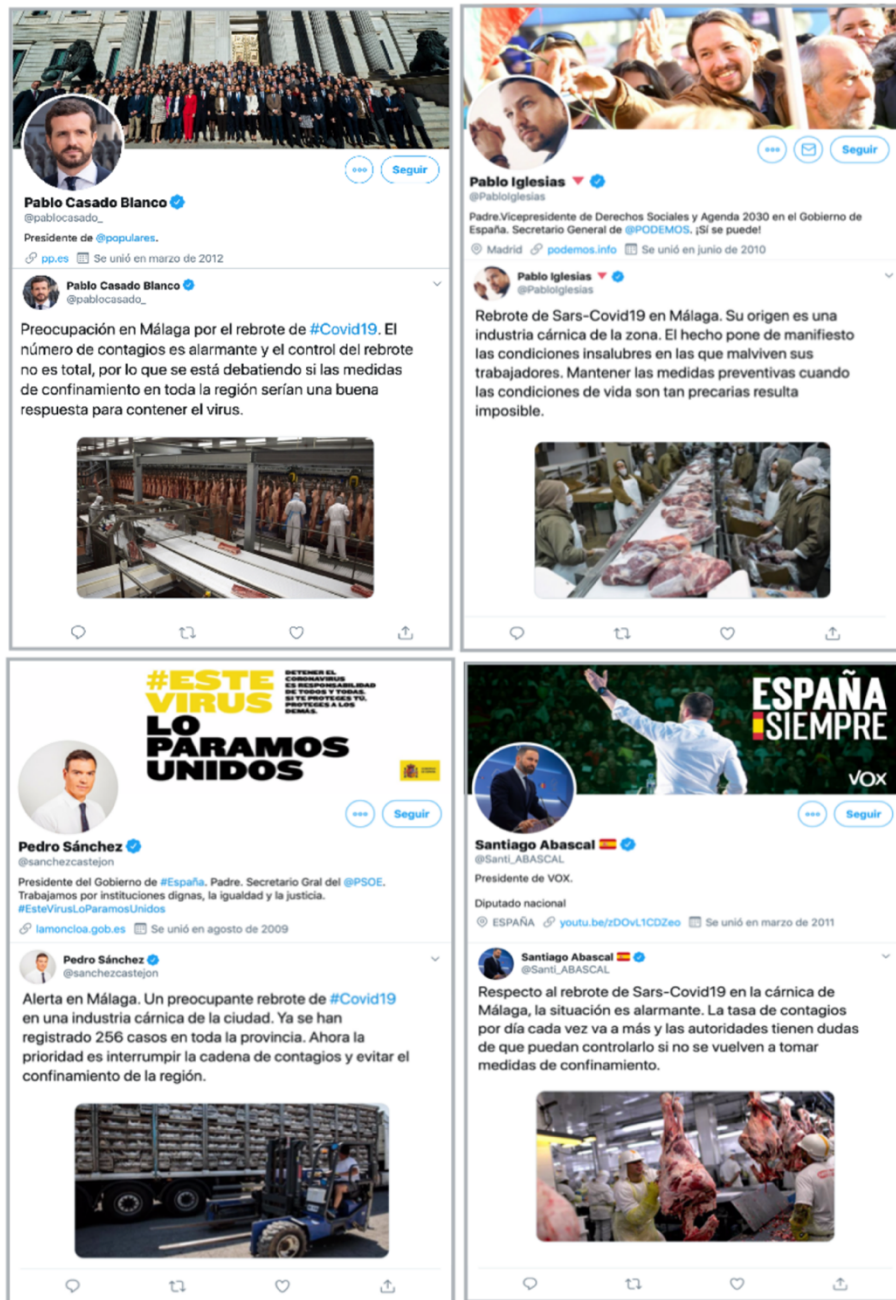 Seguir
Pablo Casado Blanco
@pablocasado_
Presidente de @populares.
pp.es Se unió en marzo de 2012
Pablo Casado Blanco
@pablocasado_
Preocupación en Málaga por el rebrote de #Covid19. El
número de contagios es alarmante y el control del rebrote
no es total, por lo que se está debatiendo si las medidas
de confinamiento en toda la región serían una buena
respuesta para contener el virus.
Seguir
Pablo Iglesias
@PabloIglesias
Padre.Vicepresidente de Derechos Sociales y Agenda 2030 en el Gobierno de
España. Secretario General de @PODEMOS. ¡Sí se puede!
Madrid podemos.info Se unió en junio de 2010
Pablo Iglesias
@PabloIglesias
Rebrote de Sars-Covid19 en Málaga. Su origen es una
industria cárnica de la zona. El hecho pone de manifiesto
las condiciones insalubres en las que malviven sus
trabajadores. Mantener las medidas preventivas cuando
las condiciones de vida son tan precarias resulta
imposible.
#ESTE
VIRUS
LO
PARAMOS
UNIDOS
DETENER EL
CORONAVIRUS
ES RESPONSABILIDAD
DE TODOS Y TODAS.
SI TE PROTEGES TÚ,
PROTEGES A LOS
DEMÁS.
Seguir
Pedro Sánchez
@sanchezcastejon
Presidente del Gobierno de #España. Padre. Secretario Gral del @PSOE.
Trabajamos por instituciones dignas, la igualdad y la justicia.
#EsteVirusLoParamosUnidos
lamoncloa.gob.es Se unió en agosto de 2009
Pedro Sánchez
@sanchezcastejon
Alerta en Málaga. Un preocupante rebrote de #Covid19
en una industria cárnica de la ciudad. Ya se han
registrado 256 casos en toda la provincia. Ahora la
prioridad es interrumpir la cadena de contagios y evitar el
confinamiento de la región.
ESPAÑA
SIEMPRE
VOX
Seguir
Santiago Abascal
@Santi_ABASCAL
Presidente de VOX.
Diputado nacional
ESPAÑA youtu.be/zDOvL1CDZeo Se unió en marzo de 2011
Santiago Abascal
@Santi_ABASCAL
Respecto al rebrote de Sars-Covid19 en la cárnica de
Málaga, la situación es alarmante. La tasa de contagios
por día cada vez va a más y las autoridades tienen dudas
de que puedan controlarlo si no se vuelven a tomar
medidas de confinamiento.